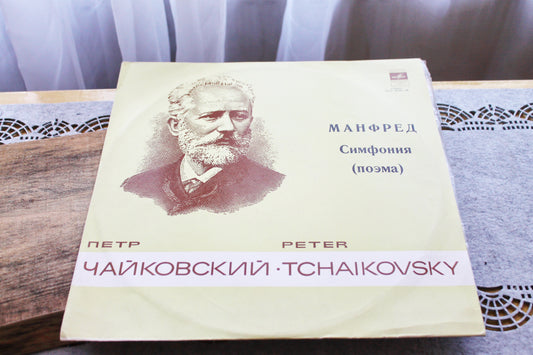 МАНФРЕД
Симфония
(поэма)
ПЕТР PETER
ЧАЙКОВСКИЙ · TCHAIKOVSKY